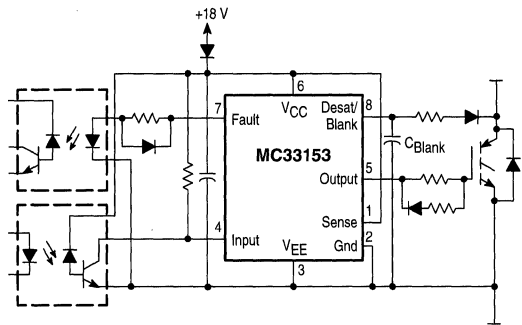 +18 V
6
VCC
Desat/
Blank
8
7
Fault
CBlank
MC33153
5
Output
1
Sense
4
Input
VEE
2
Gnd
3